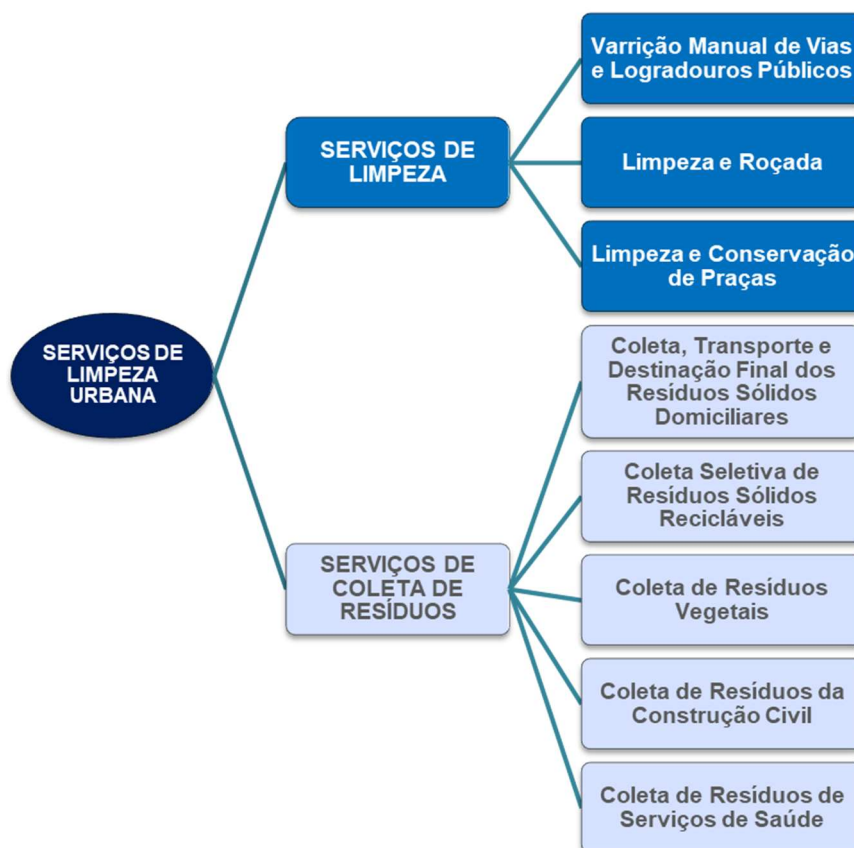 Varrição Manual de Vias
e Logradouros Públicos
SERVIÇOS DE
LIMPEZA
Limpeza e Roçada
Limpeza e Conservação
de Praças
SERVIÇOS DE
LIMPEZA
URBANA
Coleta, Transporte e
Destinação Final dos
Resíduos Sólidos
Domiciliares
Coleta Seletiva de
Resíduos Sólidos
Recicláveis
SERVIÇOS DE
COLETA DE
RESÍDUOS
Coleta de Resíduos
Vegetais
Coleta de Resíduos da
Construção Civil
Coleta de Resíduos de
Serviços de Saúde